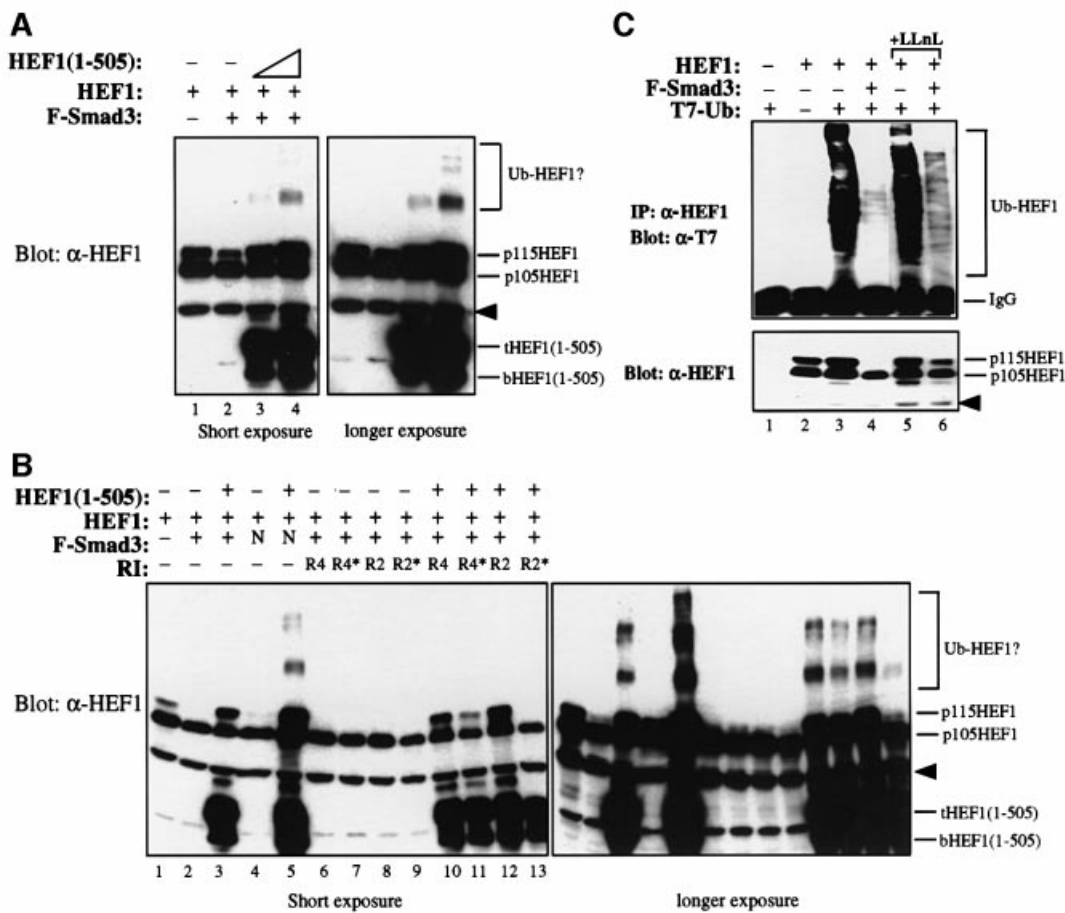 A
HEF1(1-505): – –
HEF1: + + + +
F-Smad3: – + + +
Blot: α-HEF1
Ub-HEF1?
p115HEF1
p105HEF1
tHEF1(1-505)
bHEF1(1-505)
1 2 3 4
Short exposure
longer exposure
C
+LLnL
HEF1: – + + + + +
F-Smad3: – – – + – +
T7-Ub: + – + + + +
IP: α-HEF1
Blot: α-T7
Ub-HEF1
IgG
Blot: α-HEF1
p115HEF1
p105HEF1
1 2 3 4 5 6
B
HEF1(1-505): – – + – + – – – – + + + +
HEF1: + + + + + + + + + + + + +
F-Smad3: – + + N N + + + + + + + +
RI: – – – – – R4 R4* R2 R2* R4 R4* R2 R2*
Blot: α-HEF1
Ub-HEF1?
p115HEF1
p105HEF1
tHEF1(1-505)
bHEF1(1-505)
1 2 3 4 5 6 7 8 9 10 11 12 13
Short exposure
longer exposure